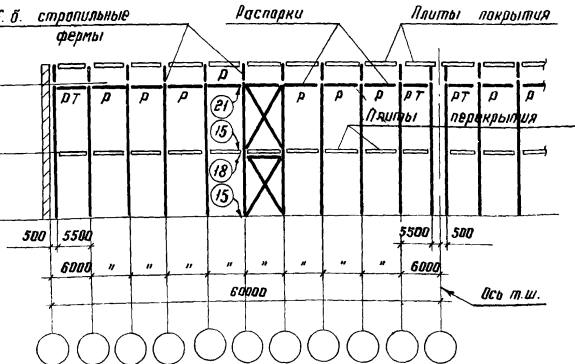 . б. стропильные
фермы
Распорки
Плиты покрытия
Р
РТ Р Р Р Р Р Р РТ РТ Р Р
21
Плиты перекрытия
15
18
15
500 5500 5500 500
6000 " " " " " " " " 6000
60000
Ось т.ш.